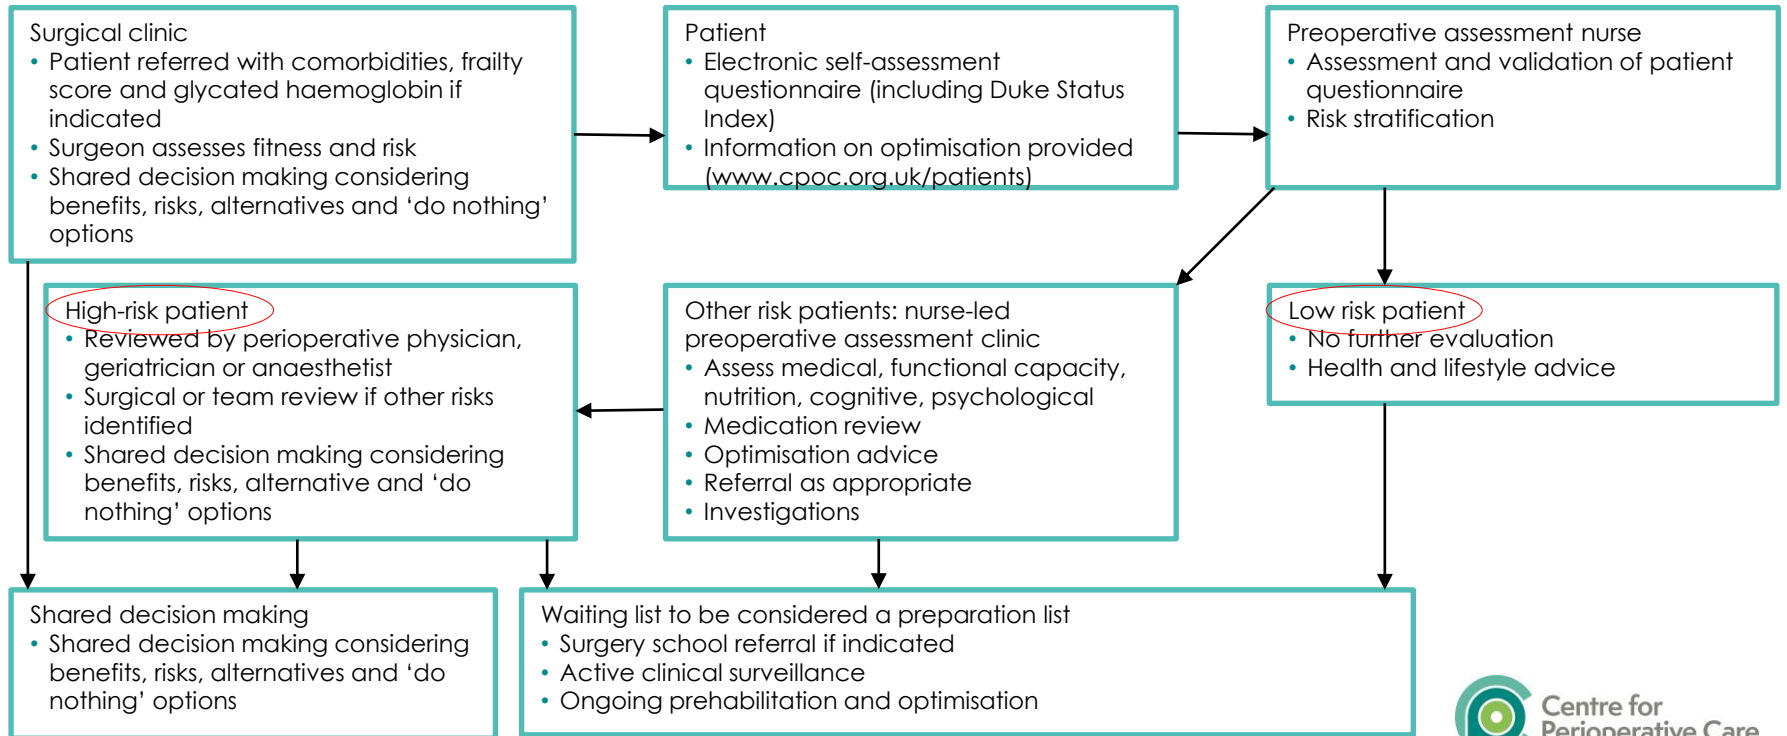 Surgical clinic
• Patient referred with comorbidities, frailty
score and glycated haemoglobin if
indicated
• Surgeon assesses fitness and risk
• Shared decision making considering
benefits, risks, alternatives and ‘do nothing’
options
Patient
• Electronic self-assessment
questionnaire (including Duke Status
Index)
• Information on optimisation provided
(www.cpoc.org.uk/patients)
Preoperative assessment nurse
• Assessment and validation of patient
questionnaire
• Risk stratification
High-risk patient
• Reviewed by perioperative physician,
geriatrician or anaesthetist
• Surgical or team review if other risks
identified
• Shared decision making considering
benefits, risks, alternative and ‘do
nothing’ options
Other risk patients: nurse-led
preoperative assessment clinic
• Assess medical, functional capacity,
nutrition, cognitive, psychological
• Medication review
• Optimisation advice
• Referral as appropriate
• Investigations
Low risk patient
• No further evaluation
• Health and lifestyle advice
Shared decision making
• Shared decision making considering
benefits, risks, alternatives and ‘do
nothing’ options
Waiting list to be considered a preparation list
• Surgery school referral if indicated
• Active clinical surveillance
• Ongoing prehabilitation and optimisation
Centre for
Perioperative Care